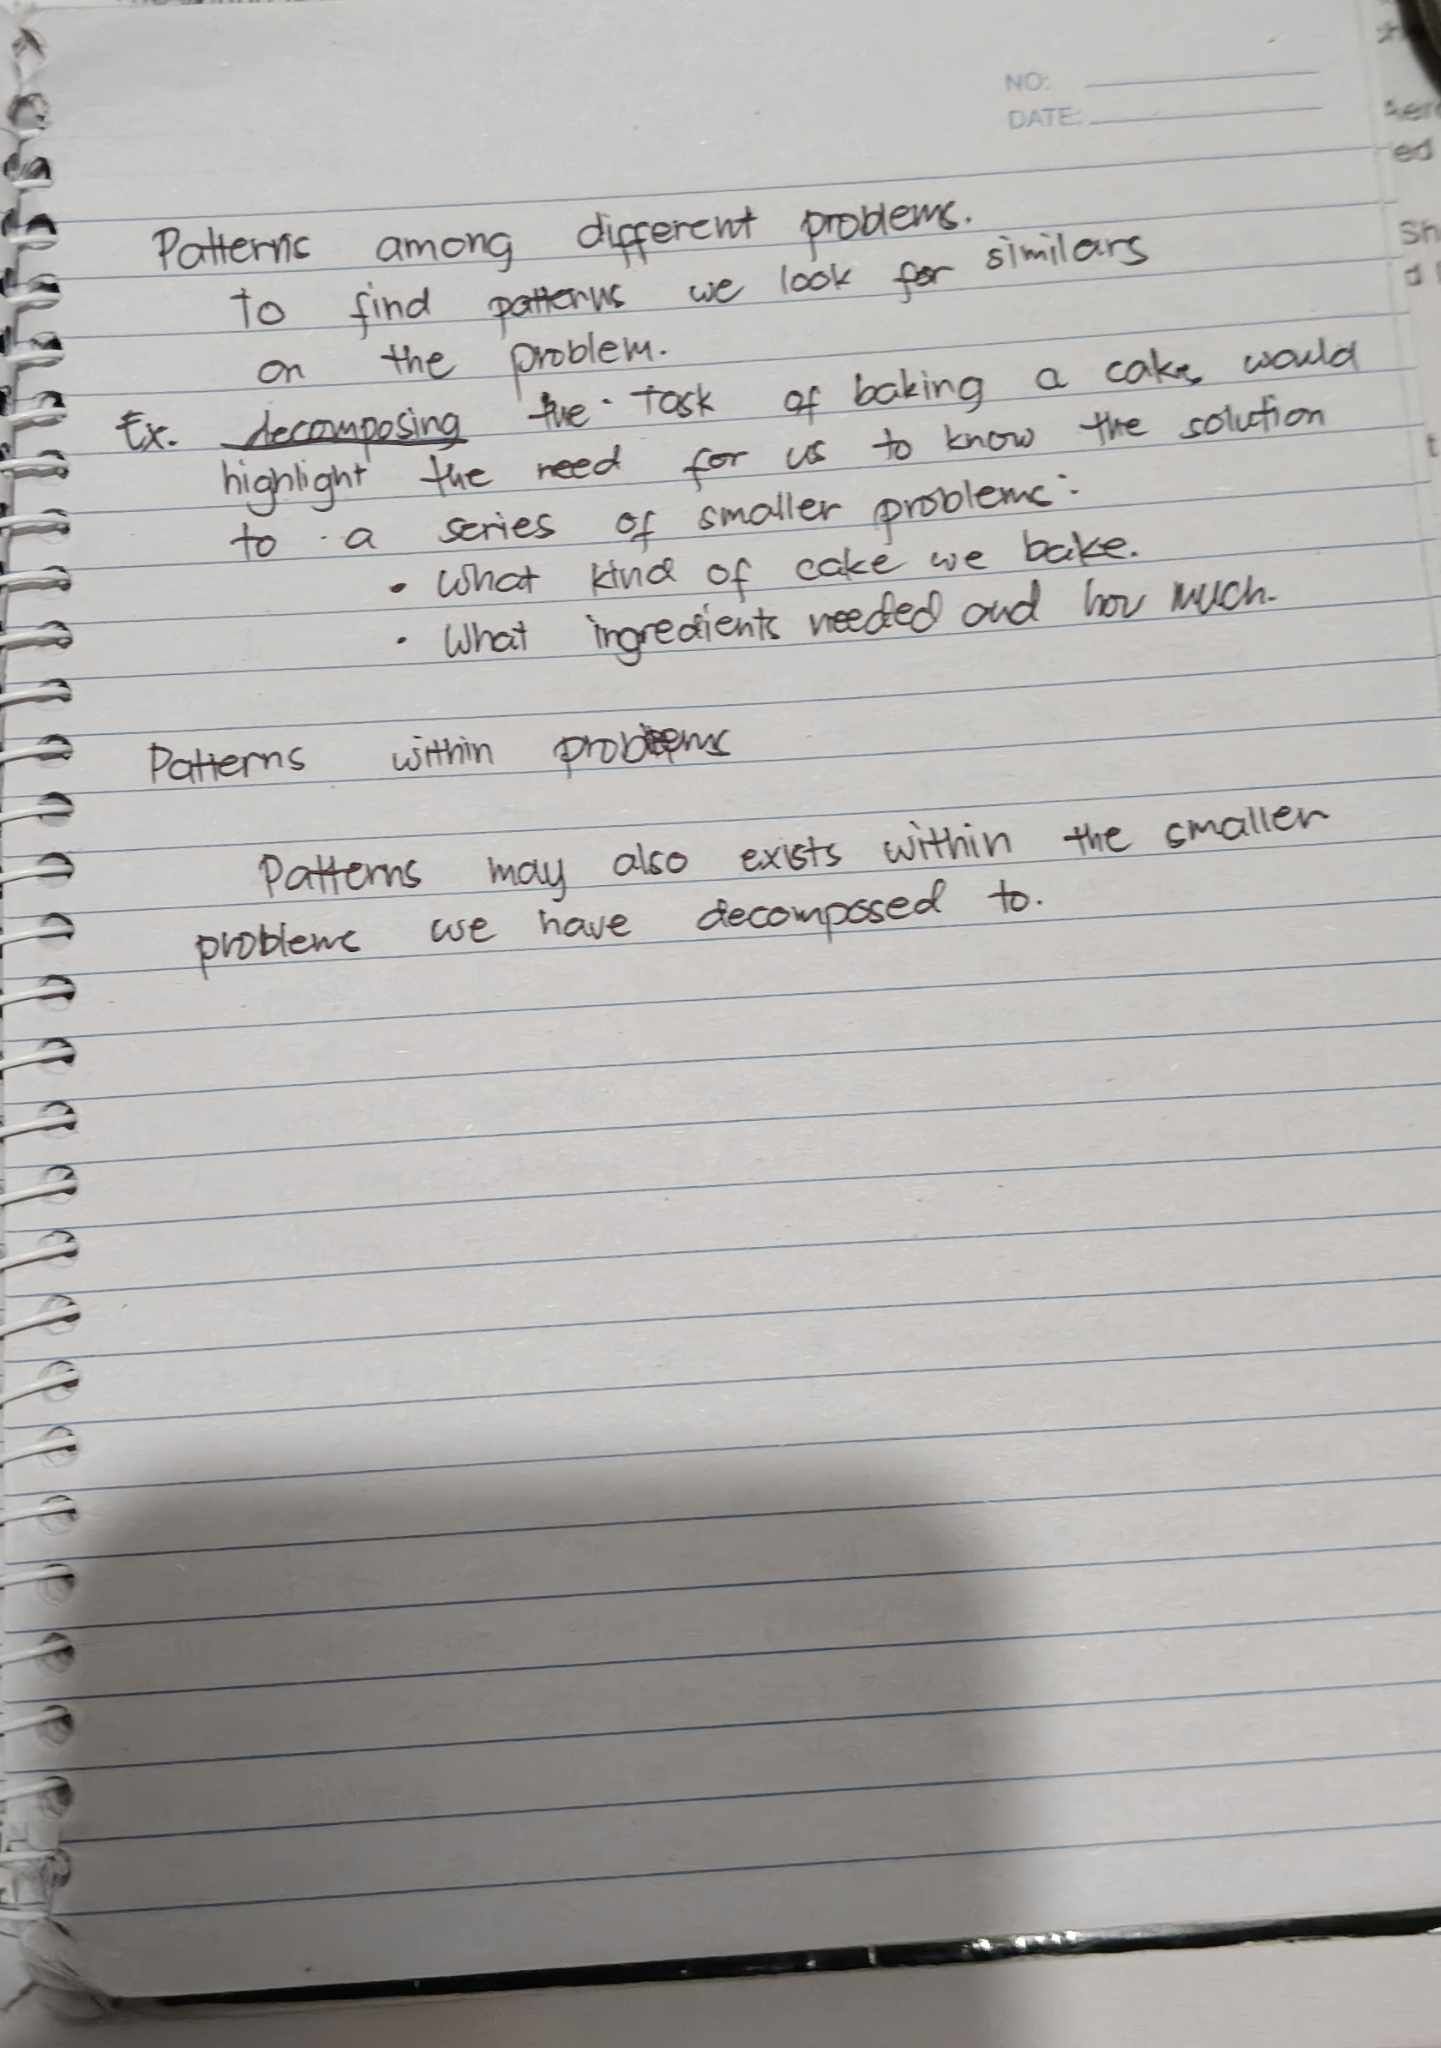 NO:
DATE:
Patterns among different problems.
To find patterns we look for similars
on the problem.
Ex. decomposing the task of baking a cake would
highlight the need for us to know the solution
to a series of smaller problems:
• What kind of cake we bake.
• What ingredients needed and how much.
Patterns within problems
Patterns may also exists within the smaller
problems we have decomposed to.